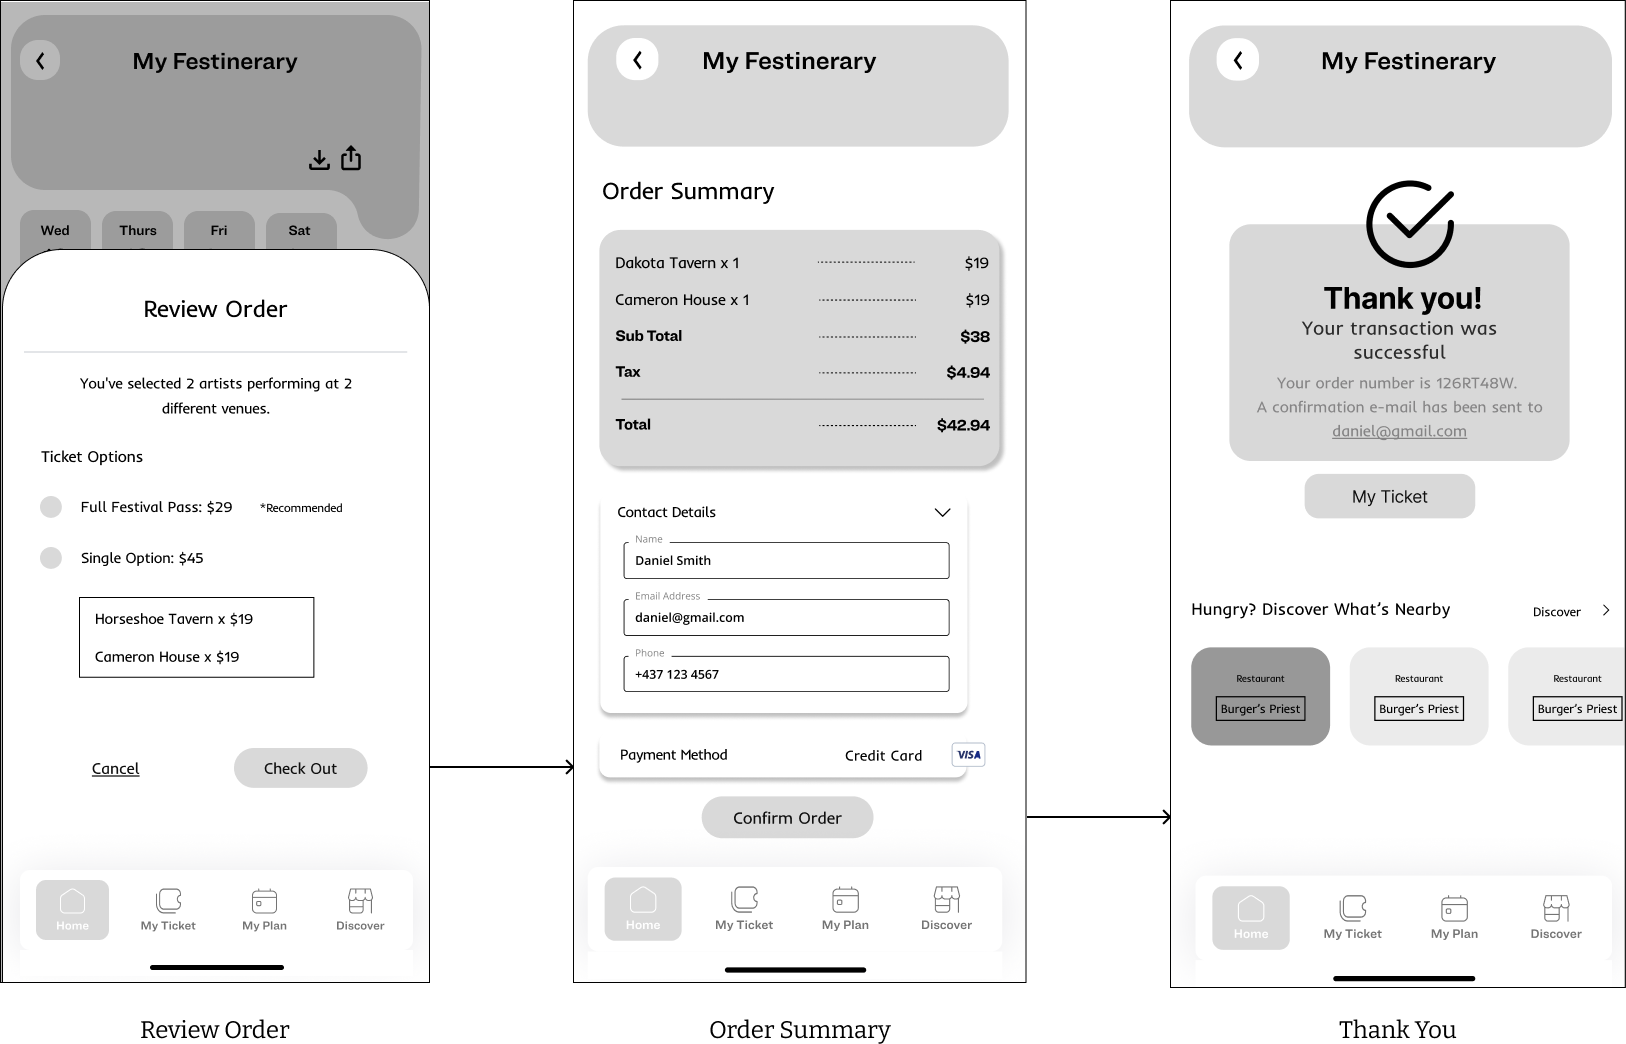 My Festinerary
Wed
Thurs
Fri
Sat
Review Order
You've selected 2 artists performing at 2
different venues.
Ticket Options
Full Festival Pass: $29 *Recommended
Single Option: $45
Horseshoe Tavern x $19
Cameron House x $19
Cancel
Check Out
Home
My Ticket
My Plan
Discover
Review Order
My Festinerary
Order Summary
Dakota Tavern x 1 $19
Cameron House x 1 $19
Sub Total $38
Tax $4.94
Total $42.94
Contact Details
Name
Daniel Smith
Email Address
daniel@gmail.com
Phone
+437 123 4567
Payment Method Credit Card VISA
Confirm Order
Home
My Ticket
My Plan
Discover
Order Summary
My Festinerary
Thank you!
Your transaction was
successful
Your order number is 126RT48W.
A confirmation e-mail has been sent to
daniel@gmail.com
My Ticket
Hungry? Discover What's Nearby
Discover
Restaurant
Burger's Priest
Restaurant
Burger's Priest
Restaurant
Burger's Priest
Home
My Ticket
My Plan
Discover
Thank You